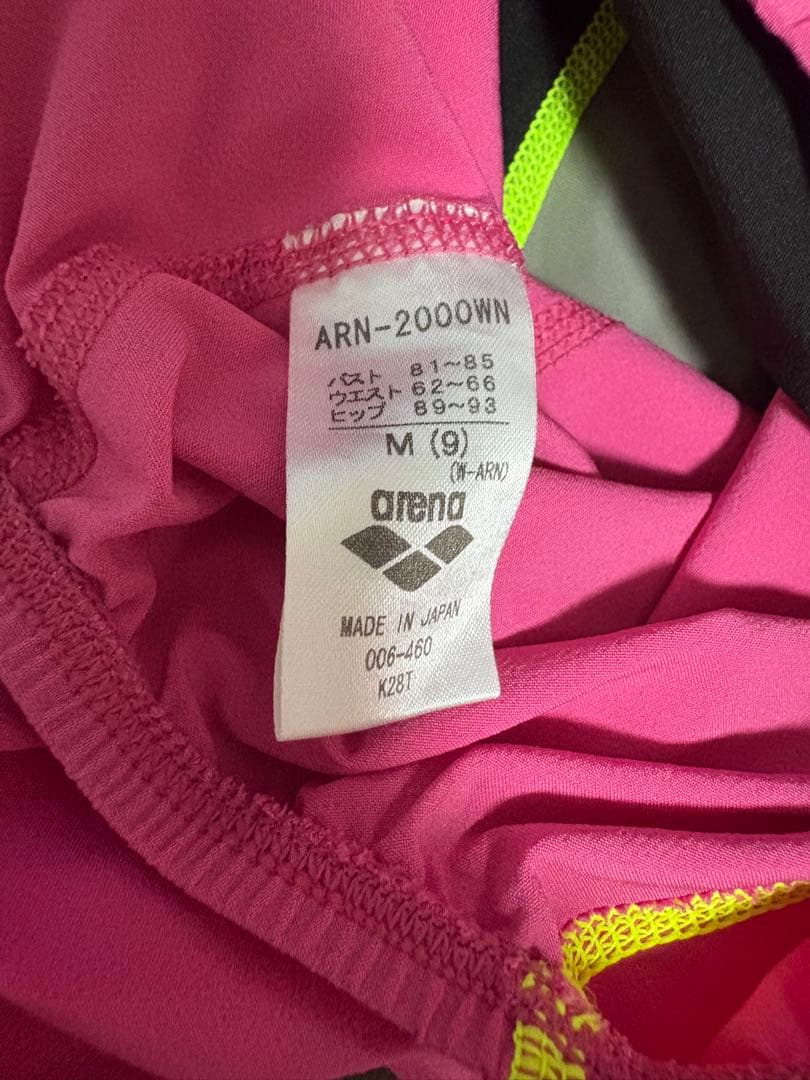 ARN-2000WN
バスト 81~85
ウエスト 62~66
ヒップ 89~93
M (9)
(W-ARN)
arena
MADE IN JAPAN
006-460
K28T